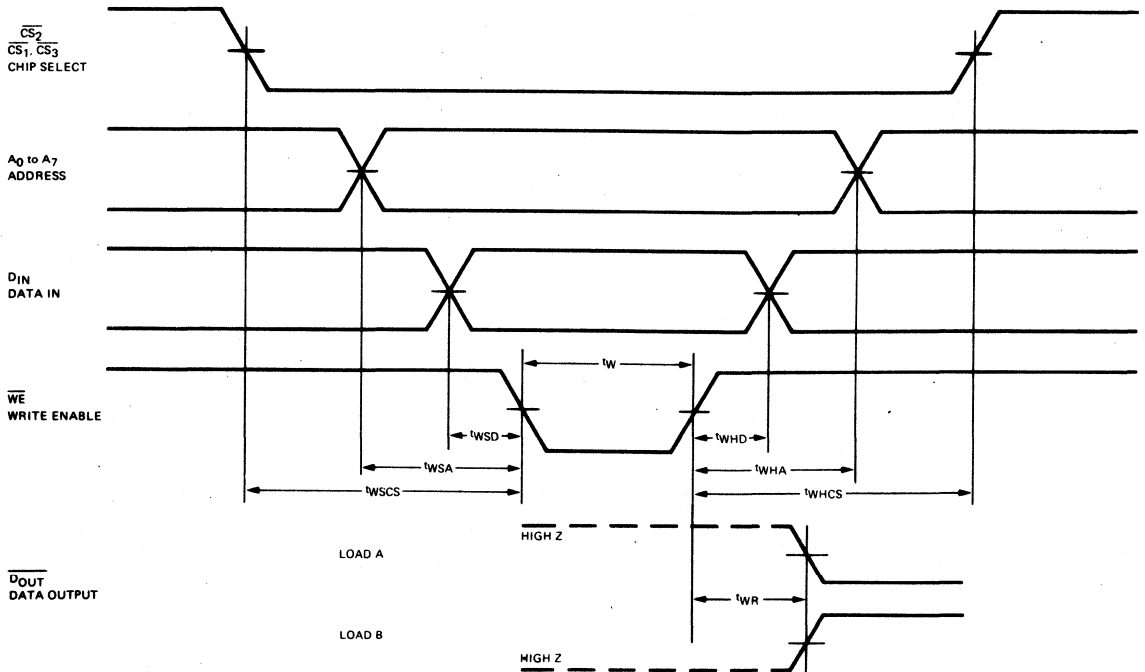 CS2
CS1, CS3
CHIP SELECT
A0 to A7
ADDRESS
DIN
DATA IN
tW
WE
WRITE ENABLE
tWSD
tWHD
tWSA
tWHA
tWSCS
tWHCS
HIGH Z
LOAD A
DOUT
DATA OUTPUT
tWR
LOAD B
HIGH Z